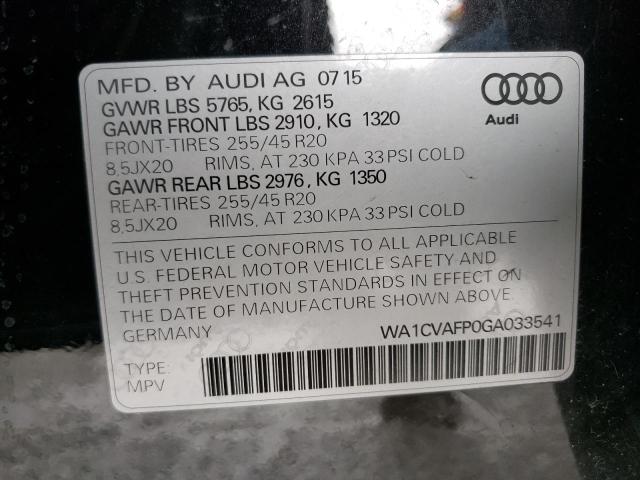 MFD. BY AUDI AG 07 15
GVWR LBS 5765, KG 2615
GAWR FRONT LBS 2910, KG 1320
FRONT-TIRES 255/45 R20
8,5JX20 RIMS, AT 230 KPA 33 PSI COLD
GAWR REAR LBS 2976, KG 1350
REAR-TIRES 255/45 R20
8,5JX20 RIMS, AT 230 KPA 33 PSI COLD
Audi
THIS VEHICLE CONFORMS TO ALL APPLICABLE
U.S. FEDERAL MOTOR VEHICLE SAFETY AND
THEFT PREVENTION STANDARDS IN EFFECT ON
THE DATE OF MANUFACTURE SHOWN ABOVE.
GERMANY WA1CVAFP0GA033541
TYPE:
MPV